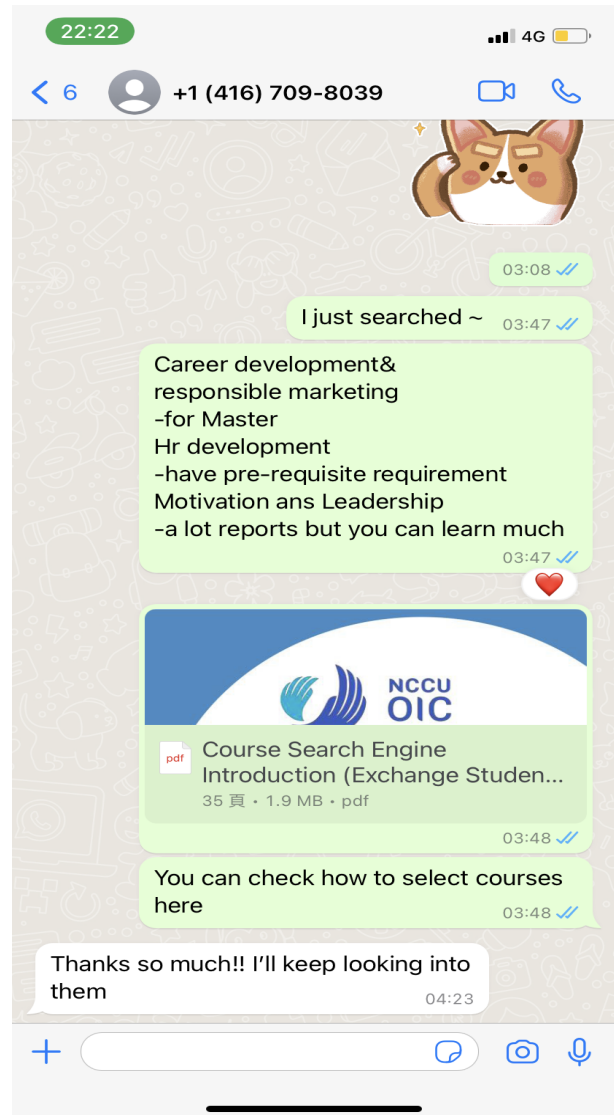 22:22
4G
6
+1 (416) 709-8039
03:08
I just searched ~ 03:47
Career development&
responsible marketing
-for Master
Hr development
-have pre-requisite requirement
Motivation ans Leadership
-a lot reports but you can learn much
03:47
NCCU
OIC
pdf
Course Search Engine
Introduction (Exchange Studen...
35 頁 • 1.9 MB • pdf
03:48
You can check how to select courses
here
03:48
Thanks so much!! I’ll keep looking into
them
04:23